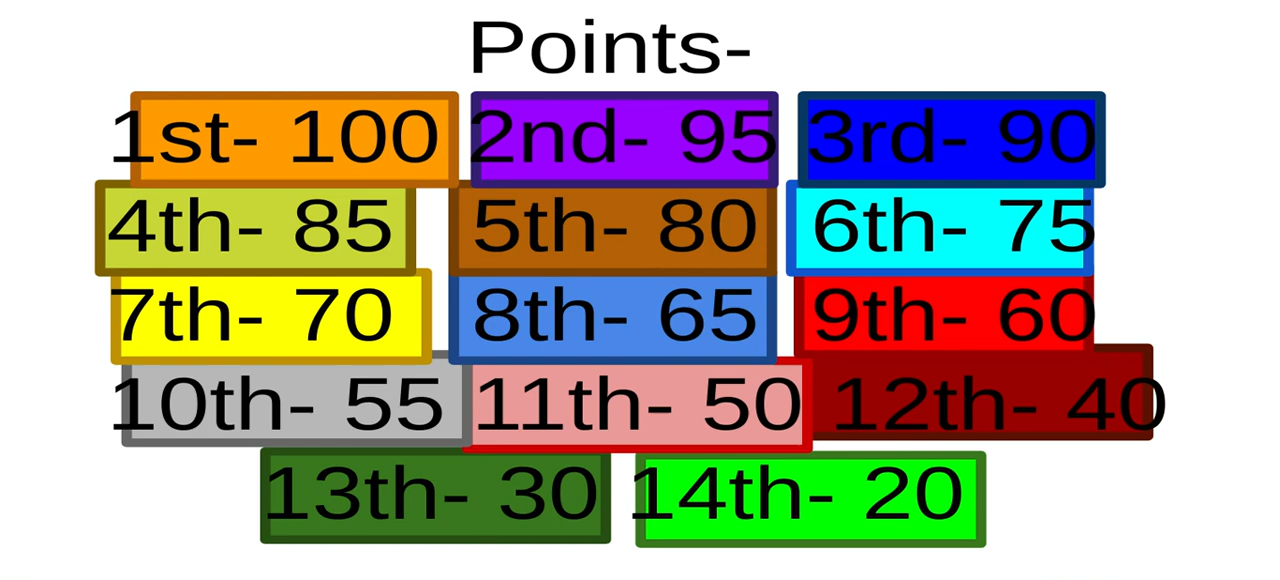 Points-
1st- 100 2nd- 95 3rd- 90
4th- 85 5th- 80 6th- 75
7th- 70 8th- 65 9th- 60
10th- 55 11th- 50 12th- 40
13th- 30 14th- 20